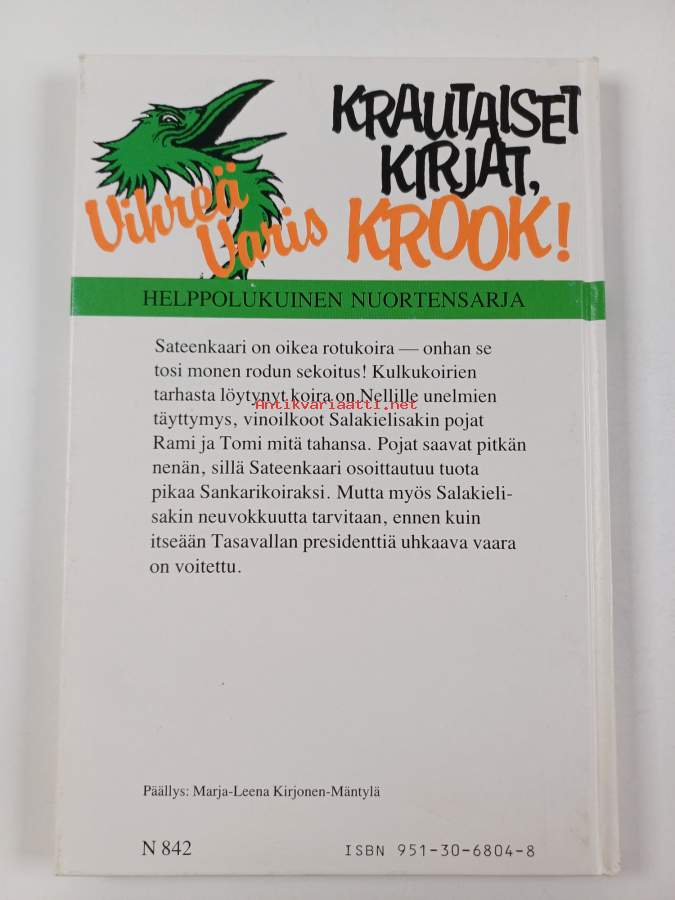 KRAUTAISET
KIRJAT,
Vihreä
Varis
KROOK!
HELPPOLUKUINEN NUORTENSARJA
Sateenkaari on oikea rotukoira — onhan se
tosi monen rodun sekoitus! Kulkukoirien
tarhasta löytynyt koira on Nellille unelmien
Antikvariaatti.net
täyttymys, vinoilkoot Salakielisakin pojat
Rami ja Tomi mitä tahansa. Pojat saavat pitkän
nenän, sillä Sateenkaari osoittautuu tuota
pikaa Sankarikoiraksi. Mutta myös Salakieli-
sakin neuvokkuutta tarvitaan, ennen kuin
itseään Tasavallan presidenttiä uhkaava vaara
on voitettu.
Päällys: Marja-Leena Kirjonen-Mäntylä
N 842
ISBN 951-30-6804-8